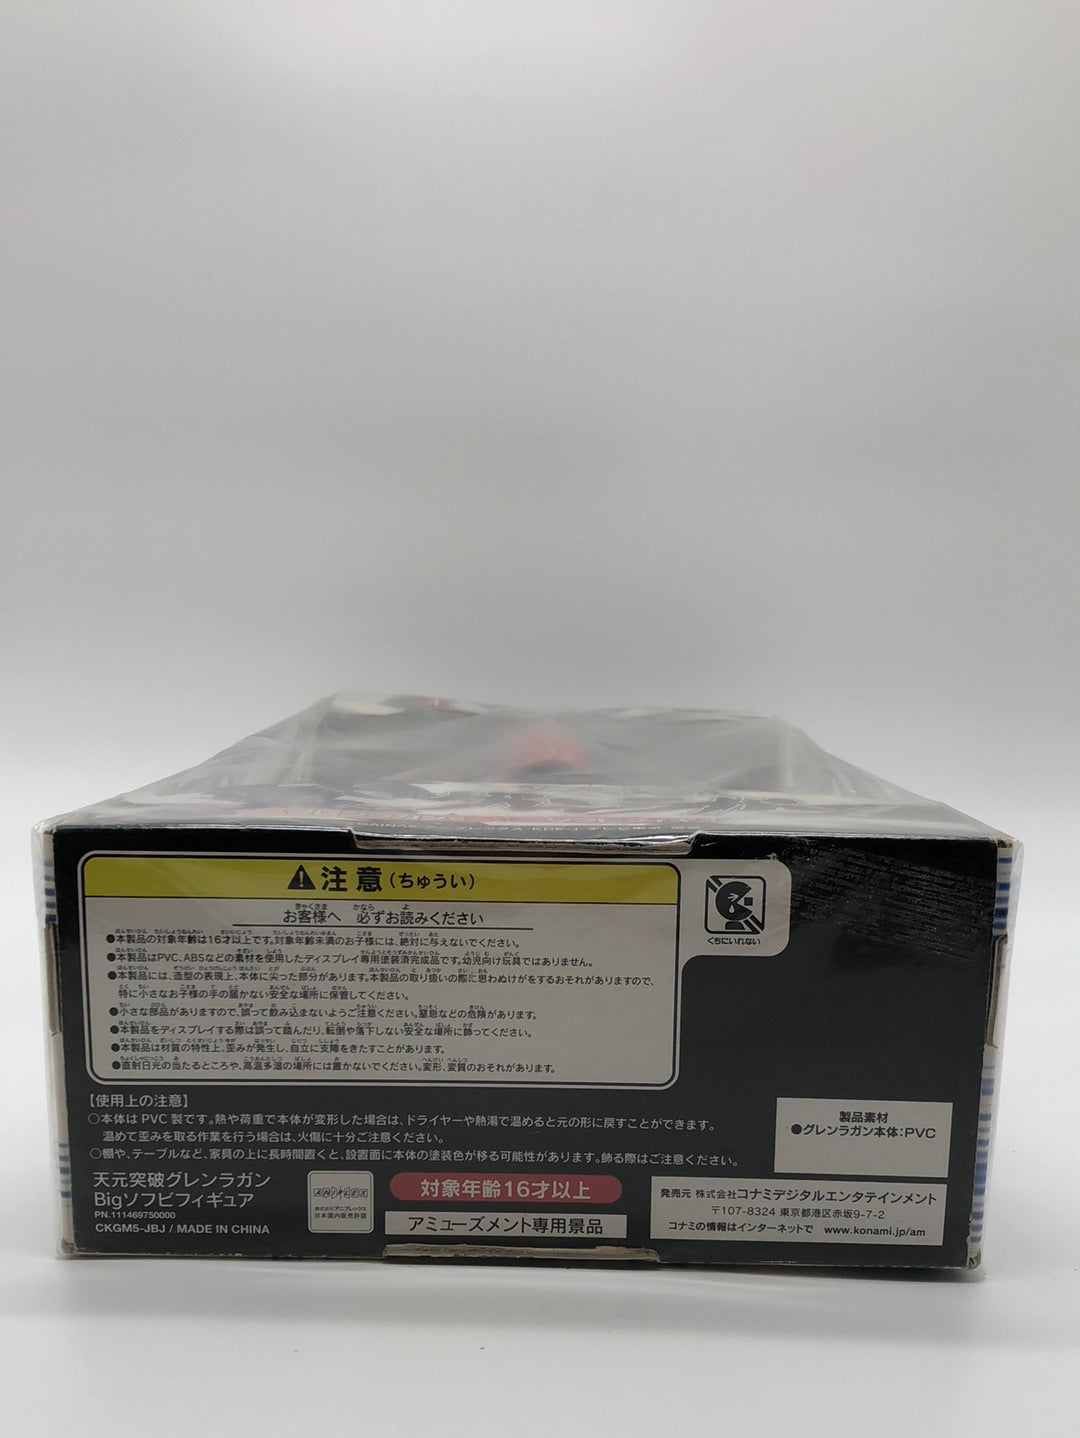 ⚠注意(ちゅうい)
お客様へ 必ずお読みください
●本製品の対象年齢は16才以上です。対象年齢未満のお子様には、絶対に与えないでください。
●本製品はPVC、ABSなどの素材を使用したディスプレイ専用塗装済完成品です。幼児向け玩具ではありません。
●本製品には、造型の表現上、本体に尖った部分があります。本製品の取り扱いの際に思わぬけがをするおそれがありますので、
特に小さなお子様の手の届かない安全な場所に保管してください。
●小さな部品がありますので、誤って飲み込まないようご注意ください。窒息などの危険があります。
●本製品をディスプレイする際は誤って踏んだり、転倒や落下しない安全な場所に飾ってください。
●本製品は材質の特性上、歪みが発生し、自立に支障をきたすことがあります。
●直射日光の当たるところや、高温多湿の場所には置かないでください。変形、変質のおそれがあります。
くちにいれない
【使用上の注意】
○本体はPVC製です。熱や荷重で本体が変形した場合は、ドライヤーや熱湯で温めると元の形に戻すことができます。
温めて歪みを取る作業を行う場合は、火傷に十分ご注意ください。
○棚や、テーブルなど、家具の上に長時間置くと、設置面に本体の塗装色が移る可能性があります。飾る際はご注意ください。
製品素材
●グレンラガン本体:PVC
天元突破グレンラガン
Bigソフビフィギュア
PN.111469750000
CKGM5-JBJ / MADE IN CHINA
ANIPLEX
株式会社アニプレックス
日本国内販売許諾
対象年齢16才以上
アミューズメント専用景品
発売元 株式会社コナミデジタルエンタテインメント
〒107-8324 東京都港区赤坂9-7-2
コナミの情報はインターネットで www.konami.jp/am